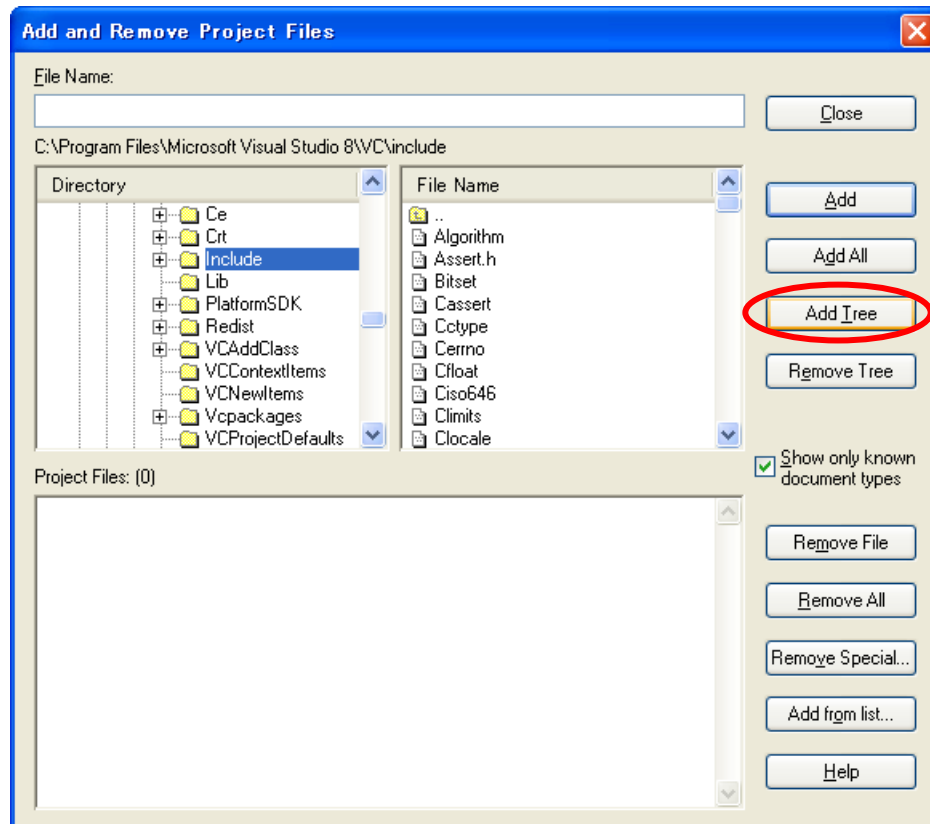 Add and Remove Project Files
File Name:
Close
C:\Program Files\Microsoft Visual Studio 8\VC\include
Directory
Ce
Crt
Include
Lib
PlatformSDK
Redist
VCAddClass
VCContextItems
VCNewItems
Vcpackages
VCProjectDefaults
File Name
..
Algorithm
Assert.h
Bitset
Cassert
Cctype
Cerrno
Cfloat
Ciso646
Climits
Clocale
Add
Add All
Add Tree
Remove Tree
Show only known
document types
Project Files: (0)
Remove File
Remove All
Remove Special...
Add from list...
Help